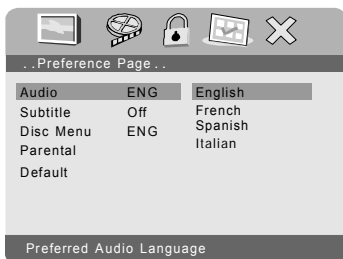 . . Preference Page . .
Audio ENG English
Subtitle Off French
Disc Menu ENG Spanish
Parental Italian
Default
Preferred Audio Language